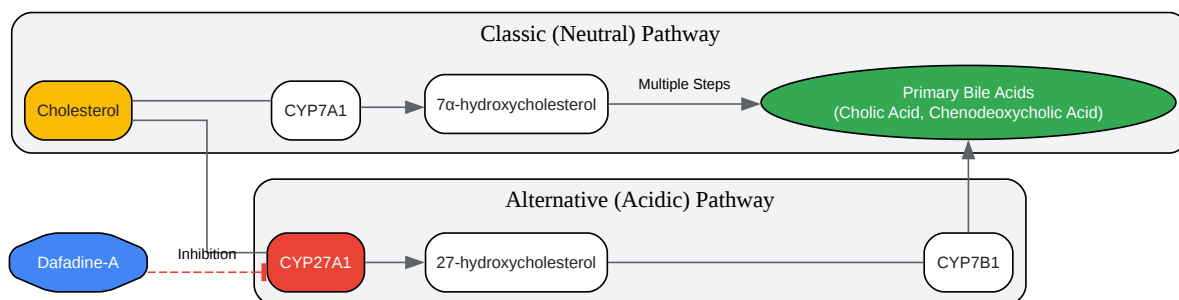 Classic (Neutral) Pathway
Cholesterol
CYP7A1
7α-hydroxycholesterol
Multiple Steps
Primary Bile Acids
(Cholic Acid, Chenodeoxycholic Acid)
Alternative (Acidic) Pathway
Dafadine-A
Inhibition
CYP27A1
27-hydroxycholesterol
CYP7B1